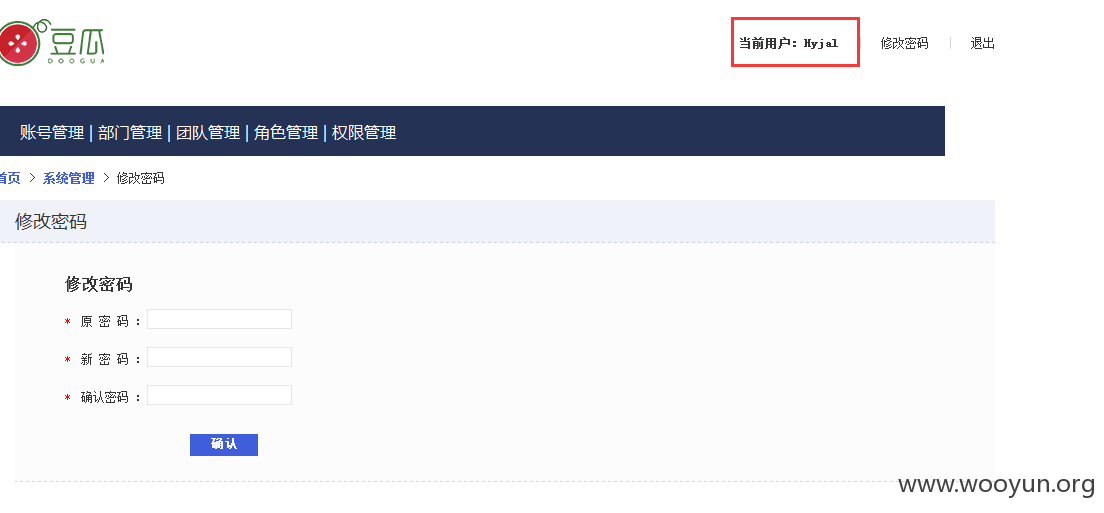 豆瓜
DOOGUA
当前用户：Hyjal
修改密码
退出
账号管理 | 部门管理 | 团队管理 | 角色管理 | 权限管理
首页 > 系统管理 > 修改密码
修改密码
修改密码
* 原 密 码 ：
* 新 密 码 ：
* 确认密码 ：
确认
www.wooyun.org